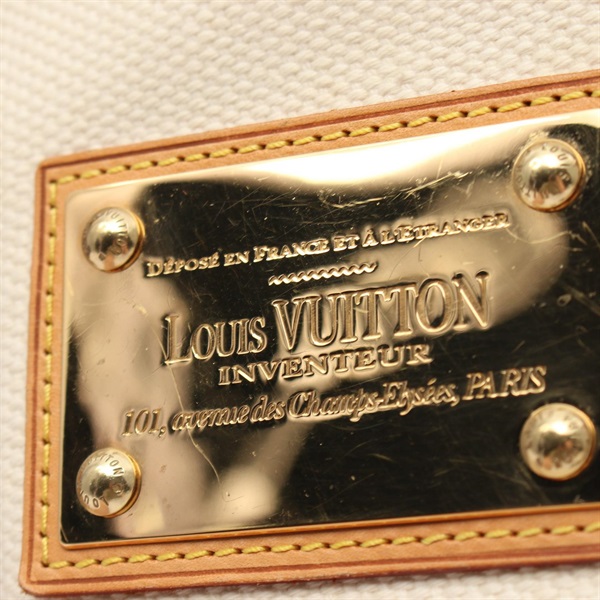 DÉPOSÉ EN FRANCE ET À L'ÉTRANGER
LOUIS VUITTON
INVENTEUR
101, avenue des Champs-Elysées, PARIS